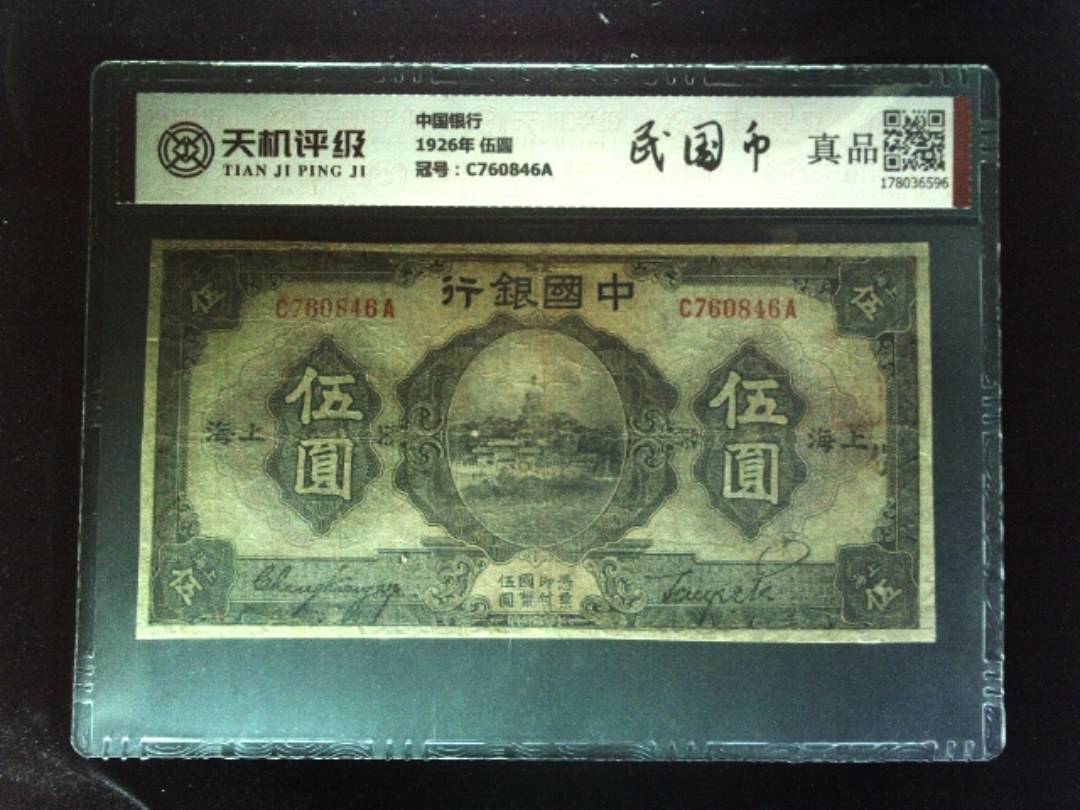 天机评级
TIAN JI PING JI
中国银行
1926年 伍圆
冠号：C760846A
民国币
真品
178036596
行銀國中
C760846A
C760846A
伍
伍
伍圓
伍圓
海上
海上
伍
伍
伍國即憑
圓幣付票